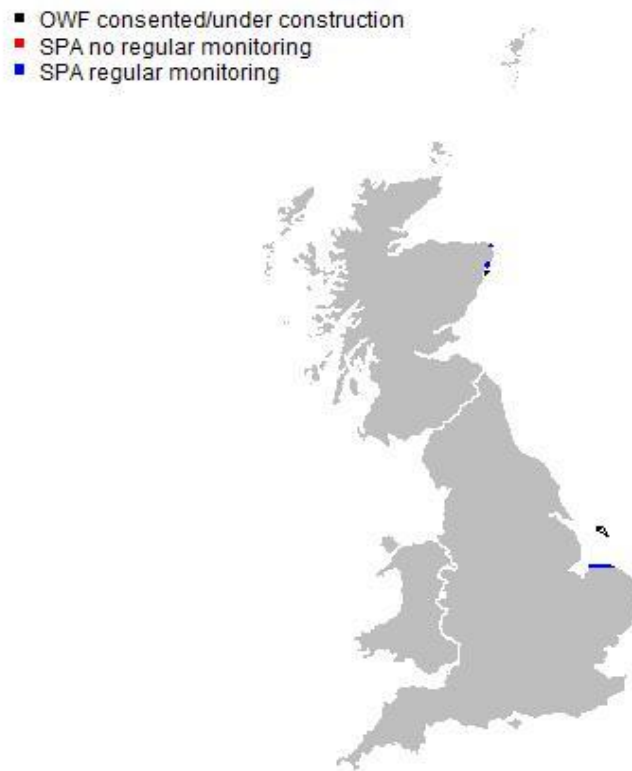 OWF consented/under construction
SPA no regular monitoring
SPA regular monitoring